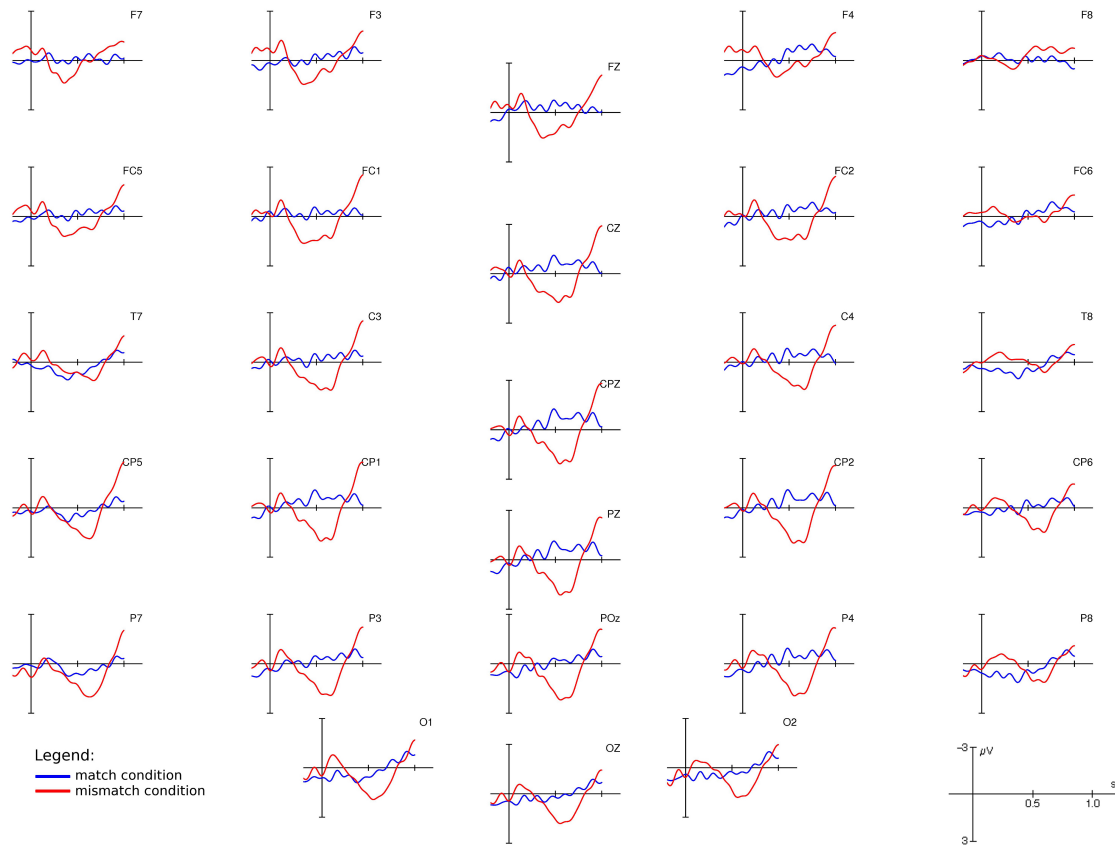 F7
F3
F4
F8
FZ
FC5
FC1
FC2
FC6
CZ
T7
C3
C4
T8
CPZ
CP5
CP1
CP2
CP6
PZ
P7
P3
POz
P4
P8
O1
O2
OZ
Legend:
match condition
mismatch condition
-3
μV
s
0.5
1.0
3